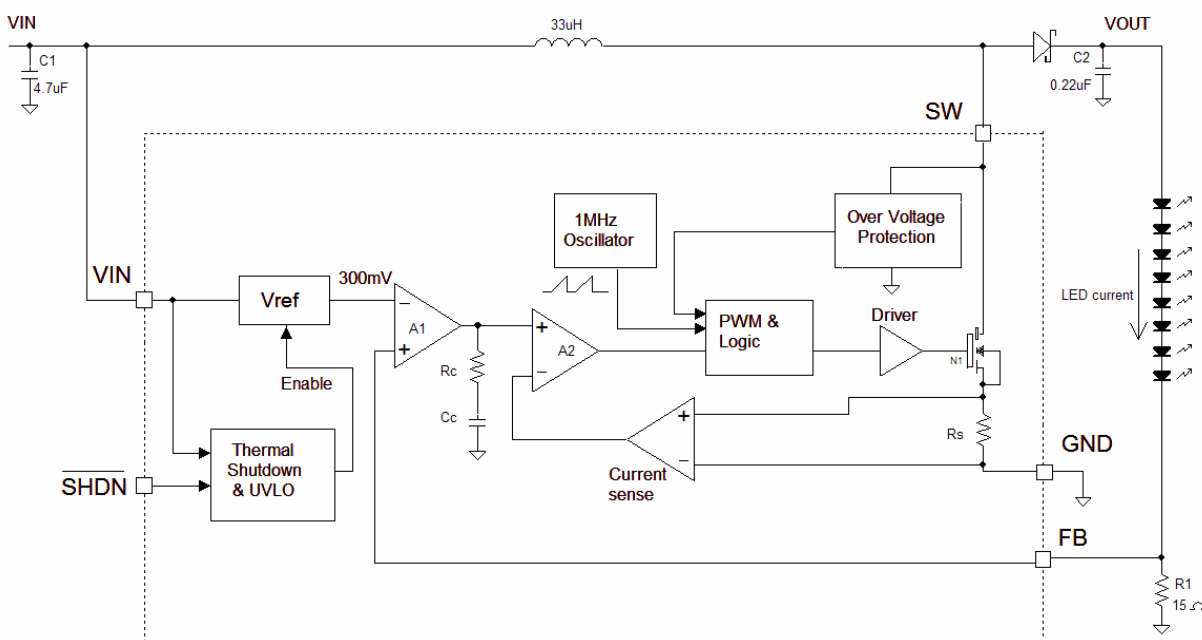 VIN
33uH
VOUT
C1
4.7uF
C2
0.22uF
SW
1MHz
Oscillator
Over Voltage
Protection
VIN
300mV
Vref
LED current
A1
−
+
+
A2
−
PWM &
Logic
Driver
N1
Enable
Rc
Cc
+
−
Rs
Current
sense
GND
SHDN
Thermal
Shutdown
& UVLO
FB
R1
15 Ω